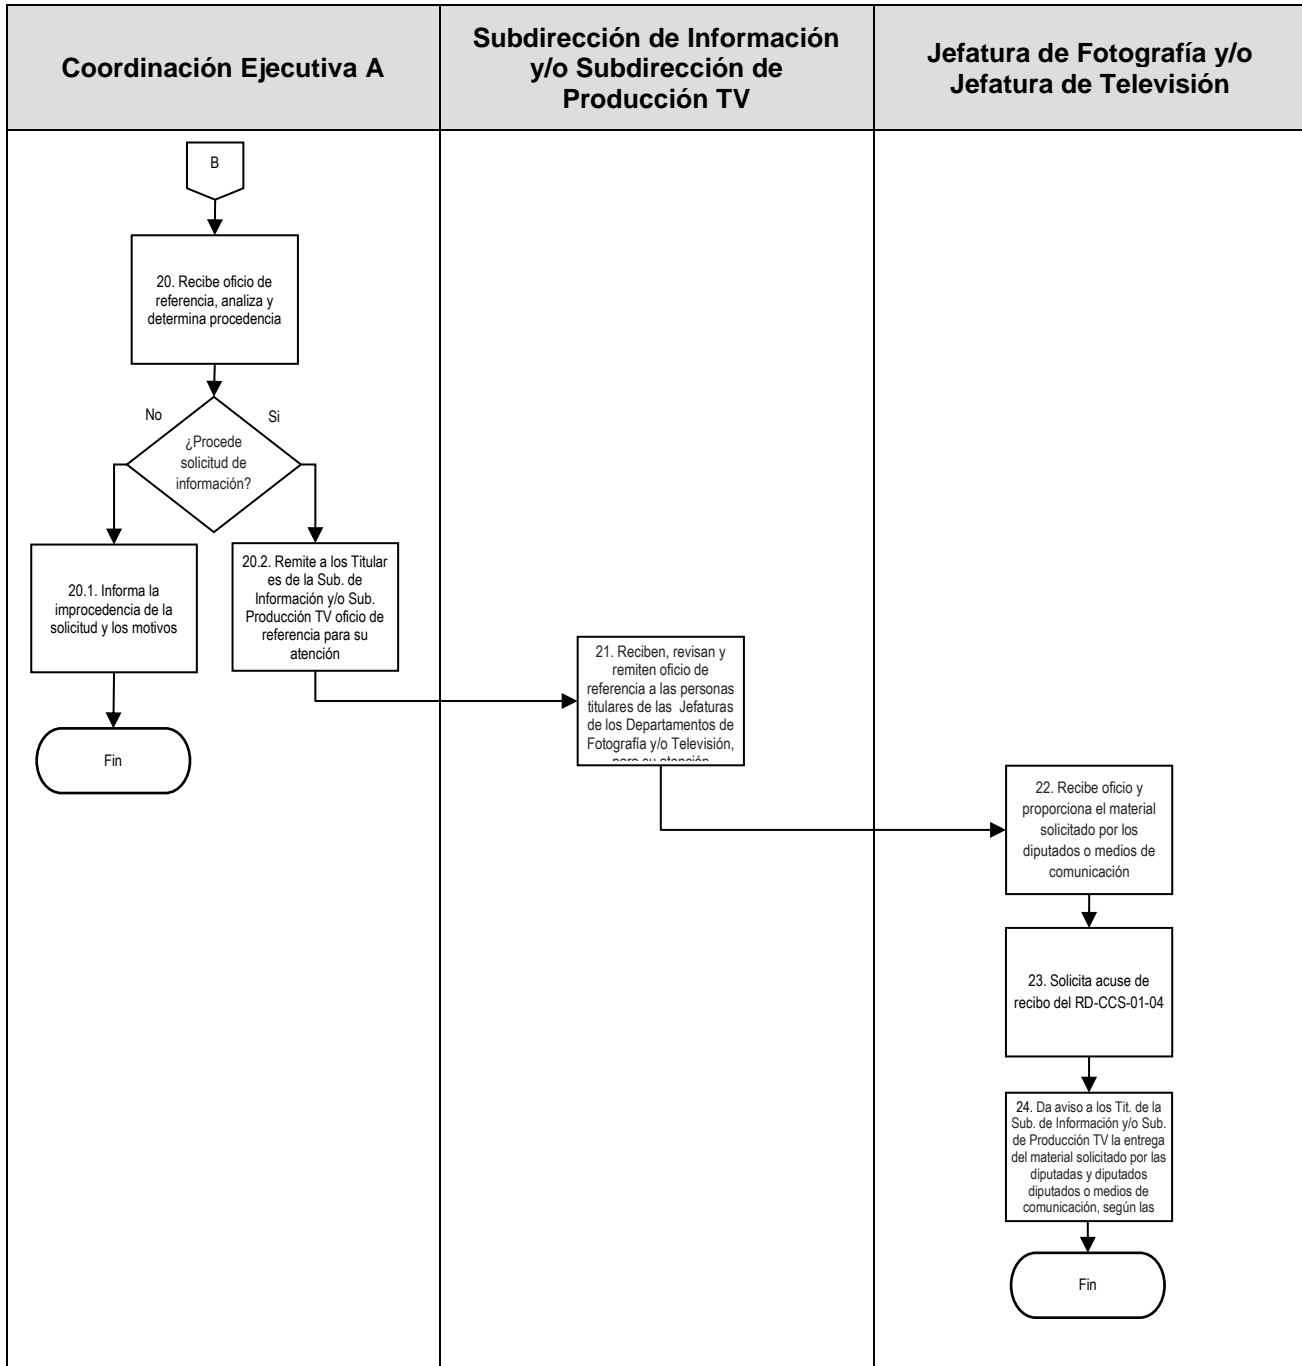 Coordinación Ejecutiva A
Subdirección de Información
y/o Subdirección de
Producción TV
Jefatura de Fotografía y/o
Jefatura de Televisión
B
20. Recibe oficio de
referencia, analiza y
determina procedencia
No
Si
¿Procede
solicitud de
información?
20.1. Informa la
improcedencia de la
solicitud y los motivos
20.2. Remite a los Titular
es de la Sub. de
Información y/o Sub.
Producción TV oficio de
referencia para su
atención
Fin
21. Reciben, revisan y
remiten oficio de
referencia a las personas
titulares de las Jefaturas
de los Departamentos de
Fotografía y/o Televisión,
para su atención
22. Recibe oficio y
proporciona el material
solicitado por los
diputados o medios de
comunicación
23. Solicita acuse de
recibo del RD-CCS-01-04
24. Da aviso a los Tit. de la
Sub. de Información y/o Sub.
de Producción TV la entrega
del material solicitado por las
diputadas y diputados
diputados o medios de
comunicación, según las
Fin